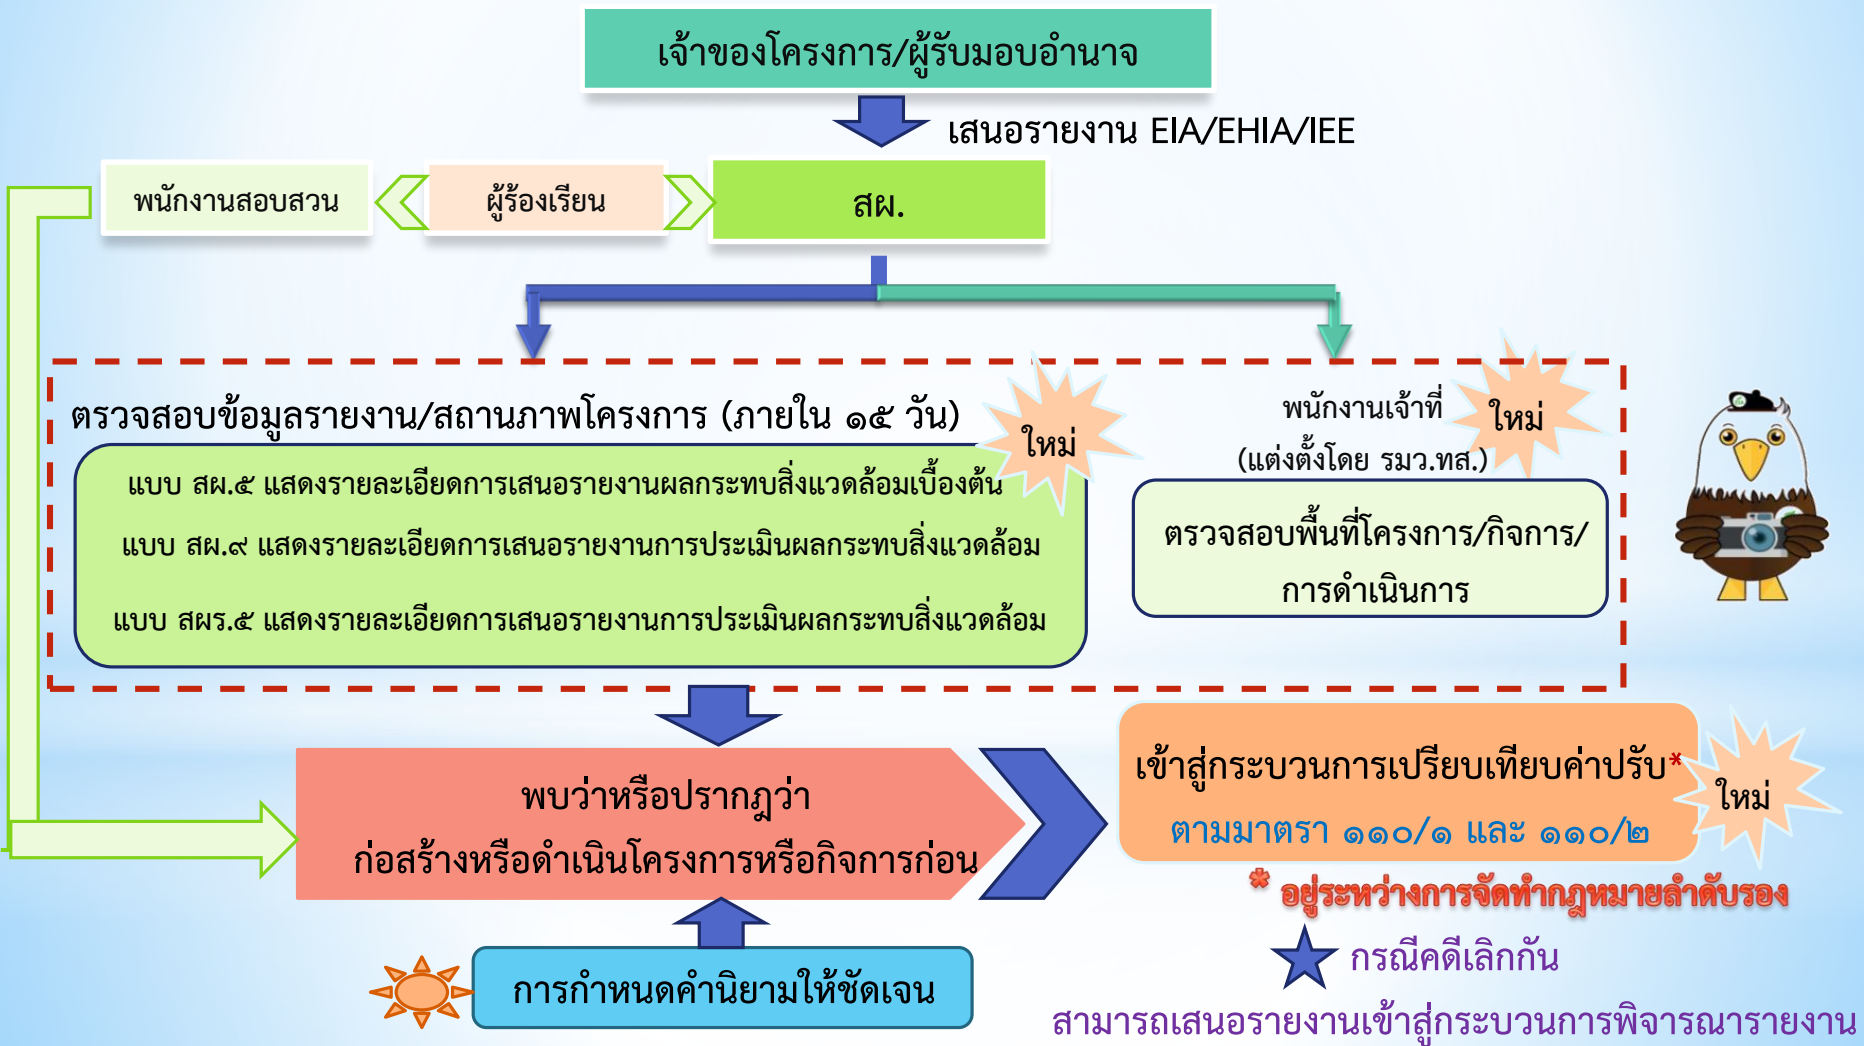 เจ้าของโครงการ/ผู้รับมอบอำนาจ
เสนอรายงาน EIA/EHIA/IEE
พนักงานสอบสวน
ผู้ร้องเรียน
สผ.
ตรวจสอบข้อมูลรายงาน/สถานภาพโครงการ (ภายใน ๑๕ วัน)
ใหม่
แบบ สผ.๕ แสดงรายละเอียดการเสนอรายงานผลกระทบสิ่งแวดล้อมเบื้องต้น
แบบ สผ.๙ แสดงรายละเอียดการเสนอรายงานการประเมินผลกระทบสิ่งแวดล้อม
แบบ สผร.๕ แสดงรายละเอียดการเสนอรายงานการประเมินผลกระทบสิ่งแวดล้อม
พนักงานเจ้าที่
(แต่งตั้งโดย รมว.ทส.)
ใหม่
ตรวจสอบพื้นที่โครงการ/กิจการ/
การดำเนินการ
พบว่าหรือปรากฏว่า
ก่อสร้างหรือดำเนินโครงการหรือกิจการก่อน
เข้าสู่กระบวนการเปรียบเทียบค่าปรับ*
ตามมาตรา ๑๑๐/๑ และ ๑๑๐/๒
ใหม่
* อยู่ระหว่างการจัดทำกฎหมายลำดับรอง
การกำหนดคำนิยามให้ชัดเจน
กรณีคดีเลิกกัน
สามารถเสนอรายงานเข้าสู่กระบวนการพิจารณารายงาน